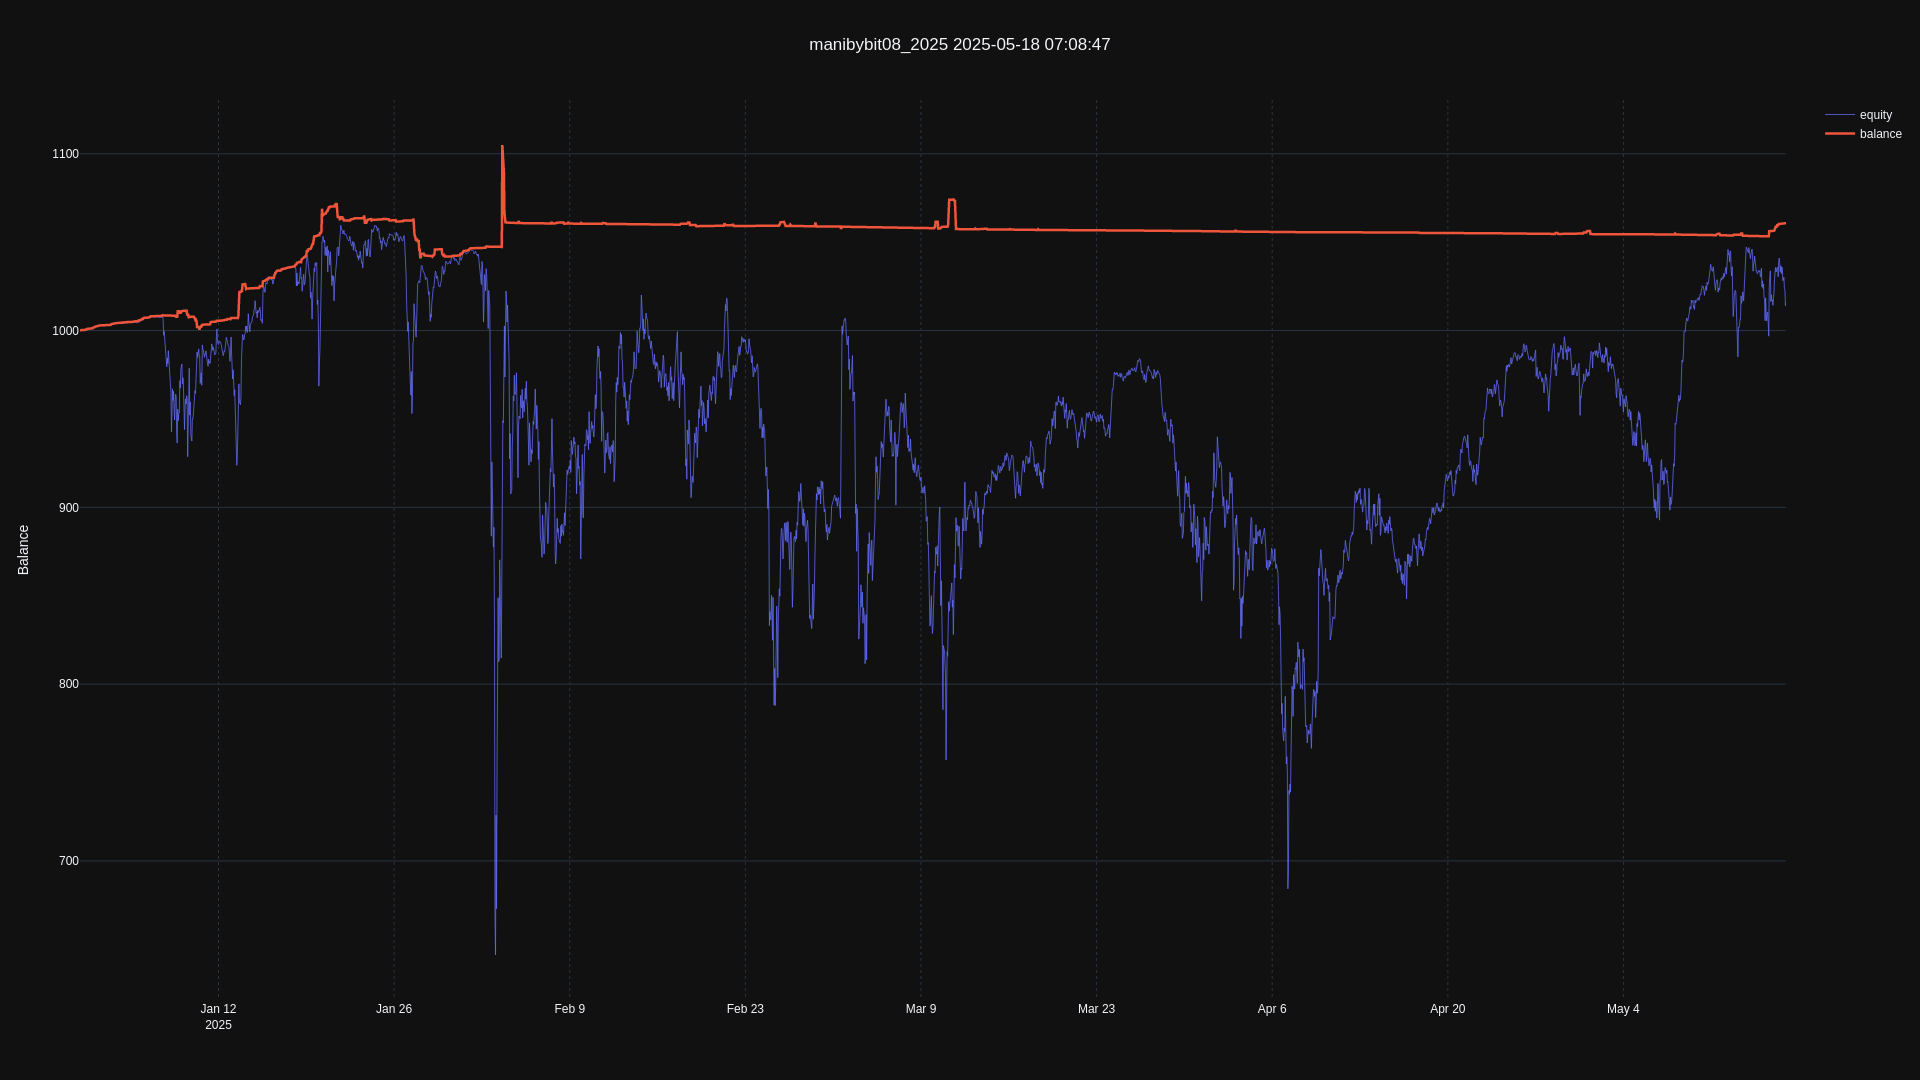 manibybit08_2025 2025-05-18 07:08:47
equity
balance
1100
1000
900
800
700
Balance
Jan 12
2025
Jan 26
Feb 9
Feb 23
Mar 9
Mar 23
Apr 6
Apr 20
May 4